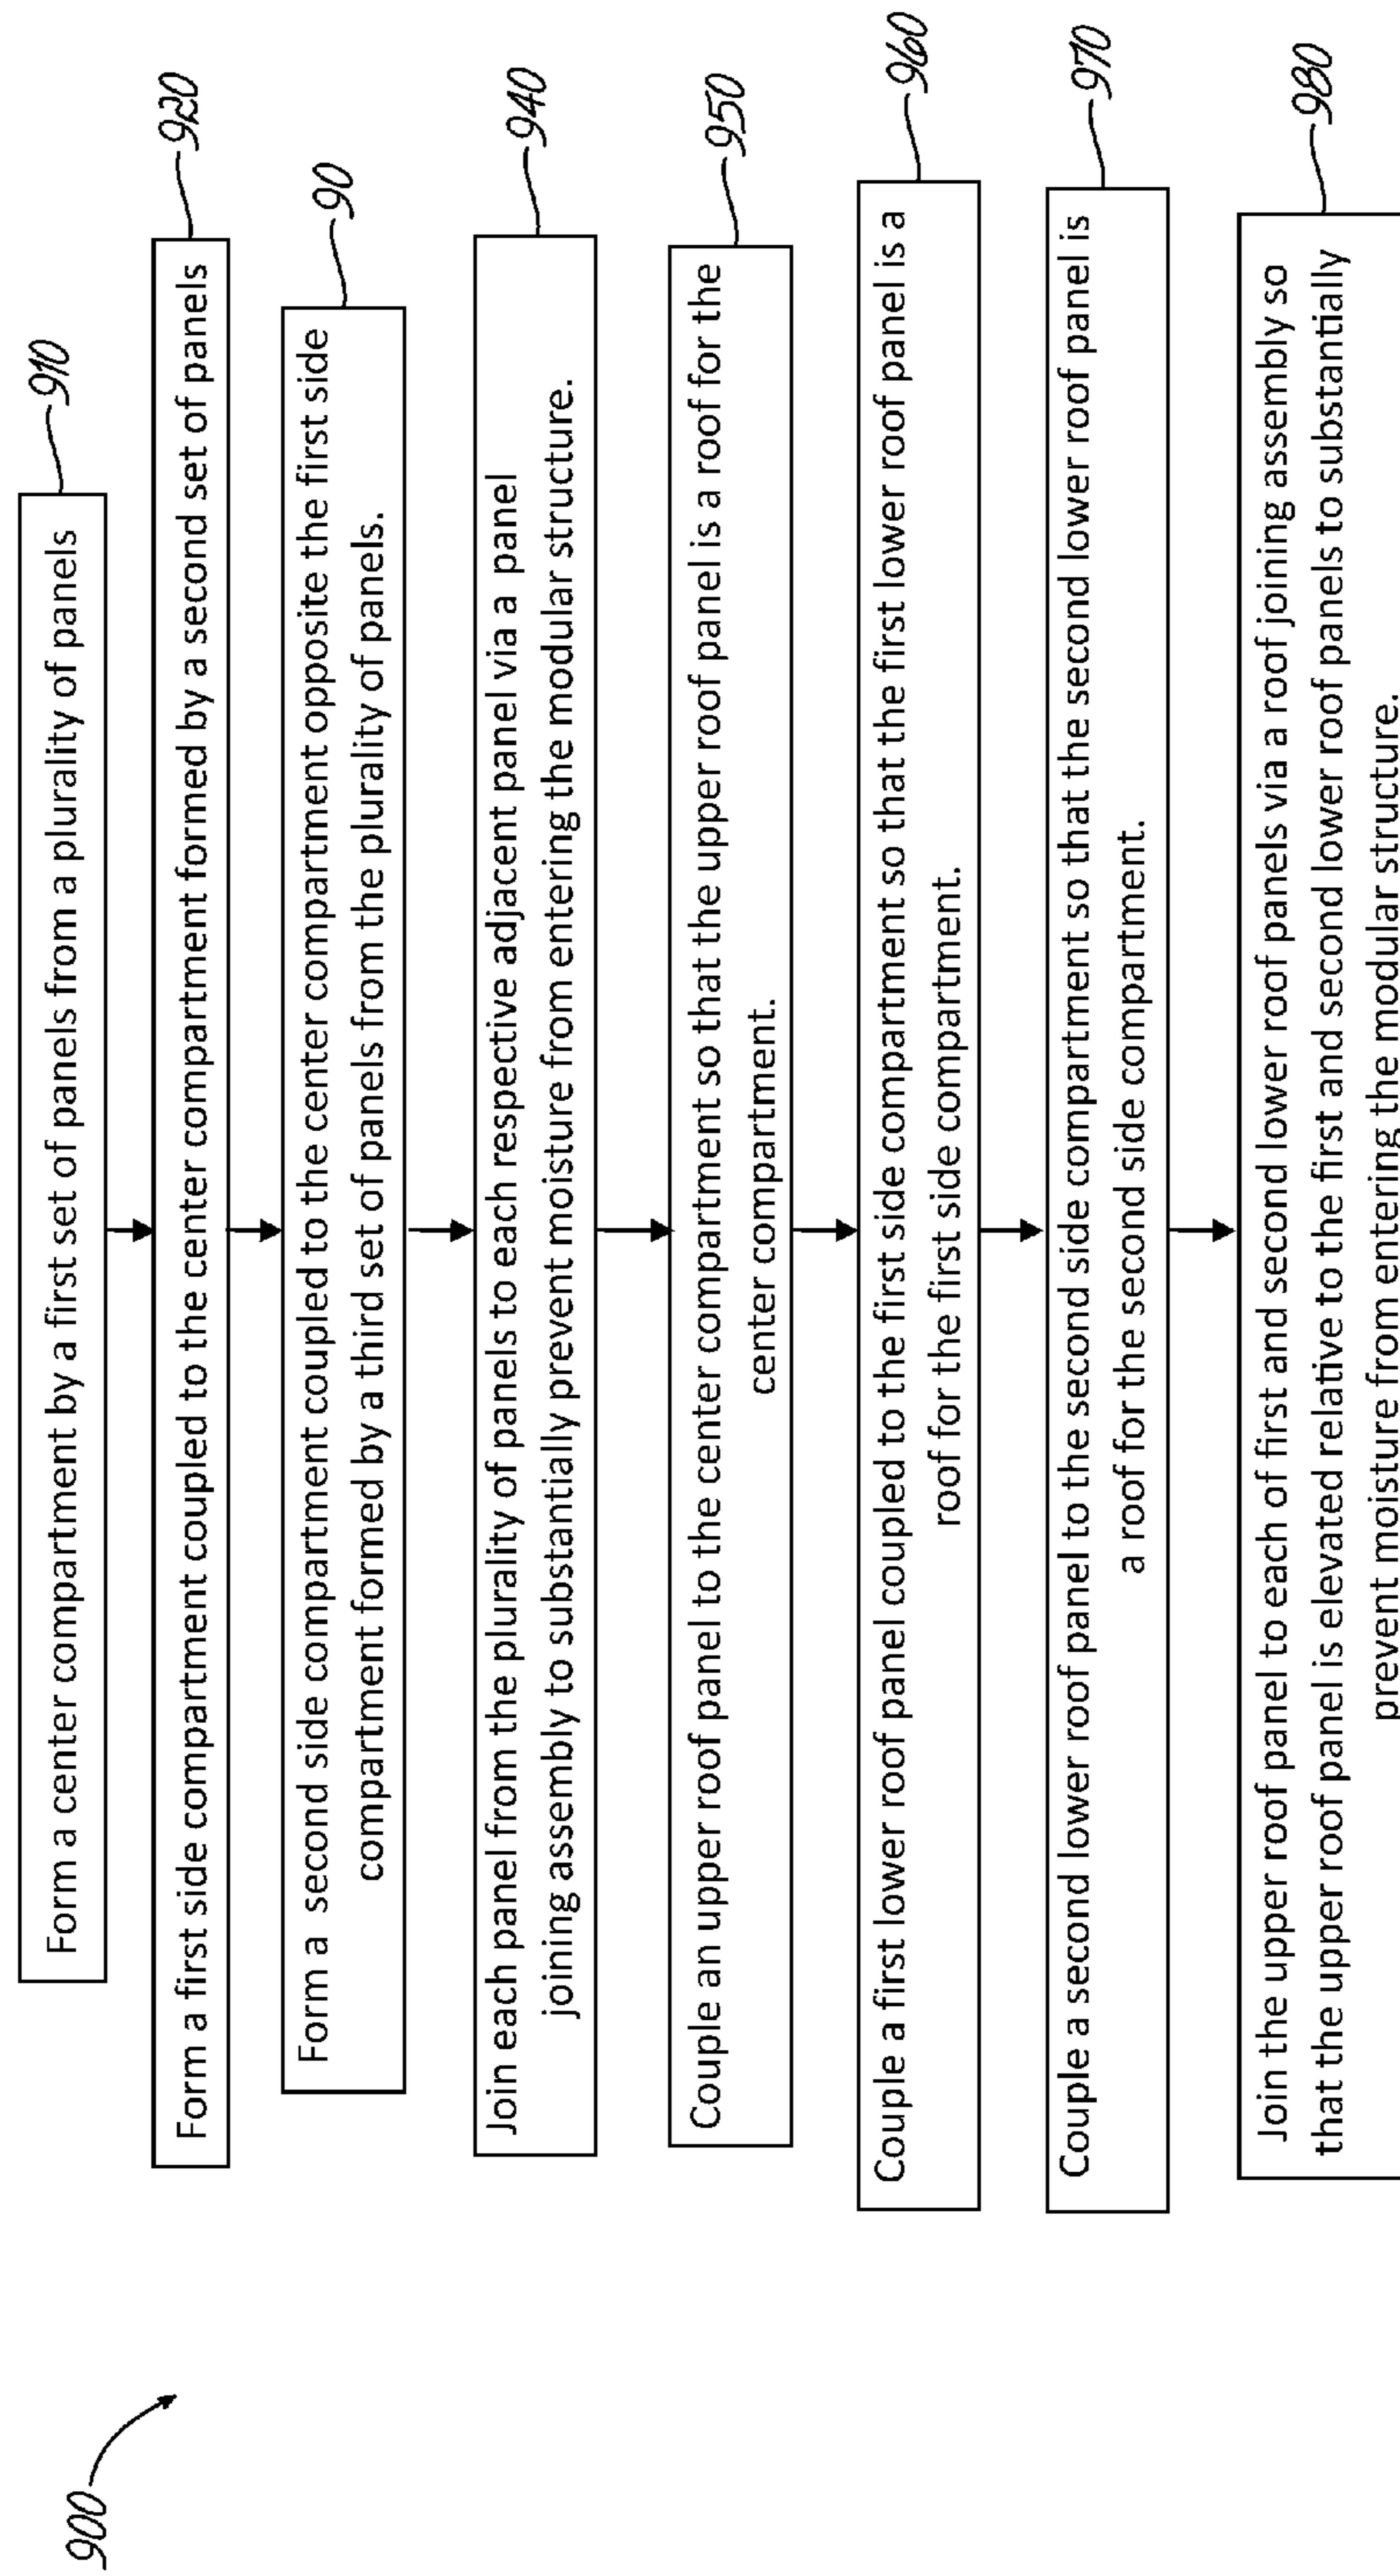 900
Form a center compartment by a first set of panels from a plurality of panels
910
Form a first side compartment coupled to the center compartment formed by a second set of panels
920
Form a second side compartment coupled to the center compartment opposite the first side
compartment formed by a third set of panels from the plurality of panels.
90
Join each panel from the plurality of panels to each respective adjacent panel via a panel
joining assembly to substantially prevent moisture from entering the modular structure.
940
Couple an upper roof panel to the center compartment so that the upper roof panel is a roof for the
center compartment.
950
Couple a first lower roof panel coupled to the first side compartment so that the first lower roof panel is a
roof for the first side compartment.
960
Couple a second lower roof panel to the second side compartment so that the second lower roof panel is
a roof for the second side compartment.
970
Join the upper roof panel to each of first and second lower roof panels via a roof joining assembly so
that the upper roof panel is elevated relative to the first and second lower roof panels to substantially
prevent moisture from entering the modular structure.
980